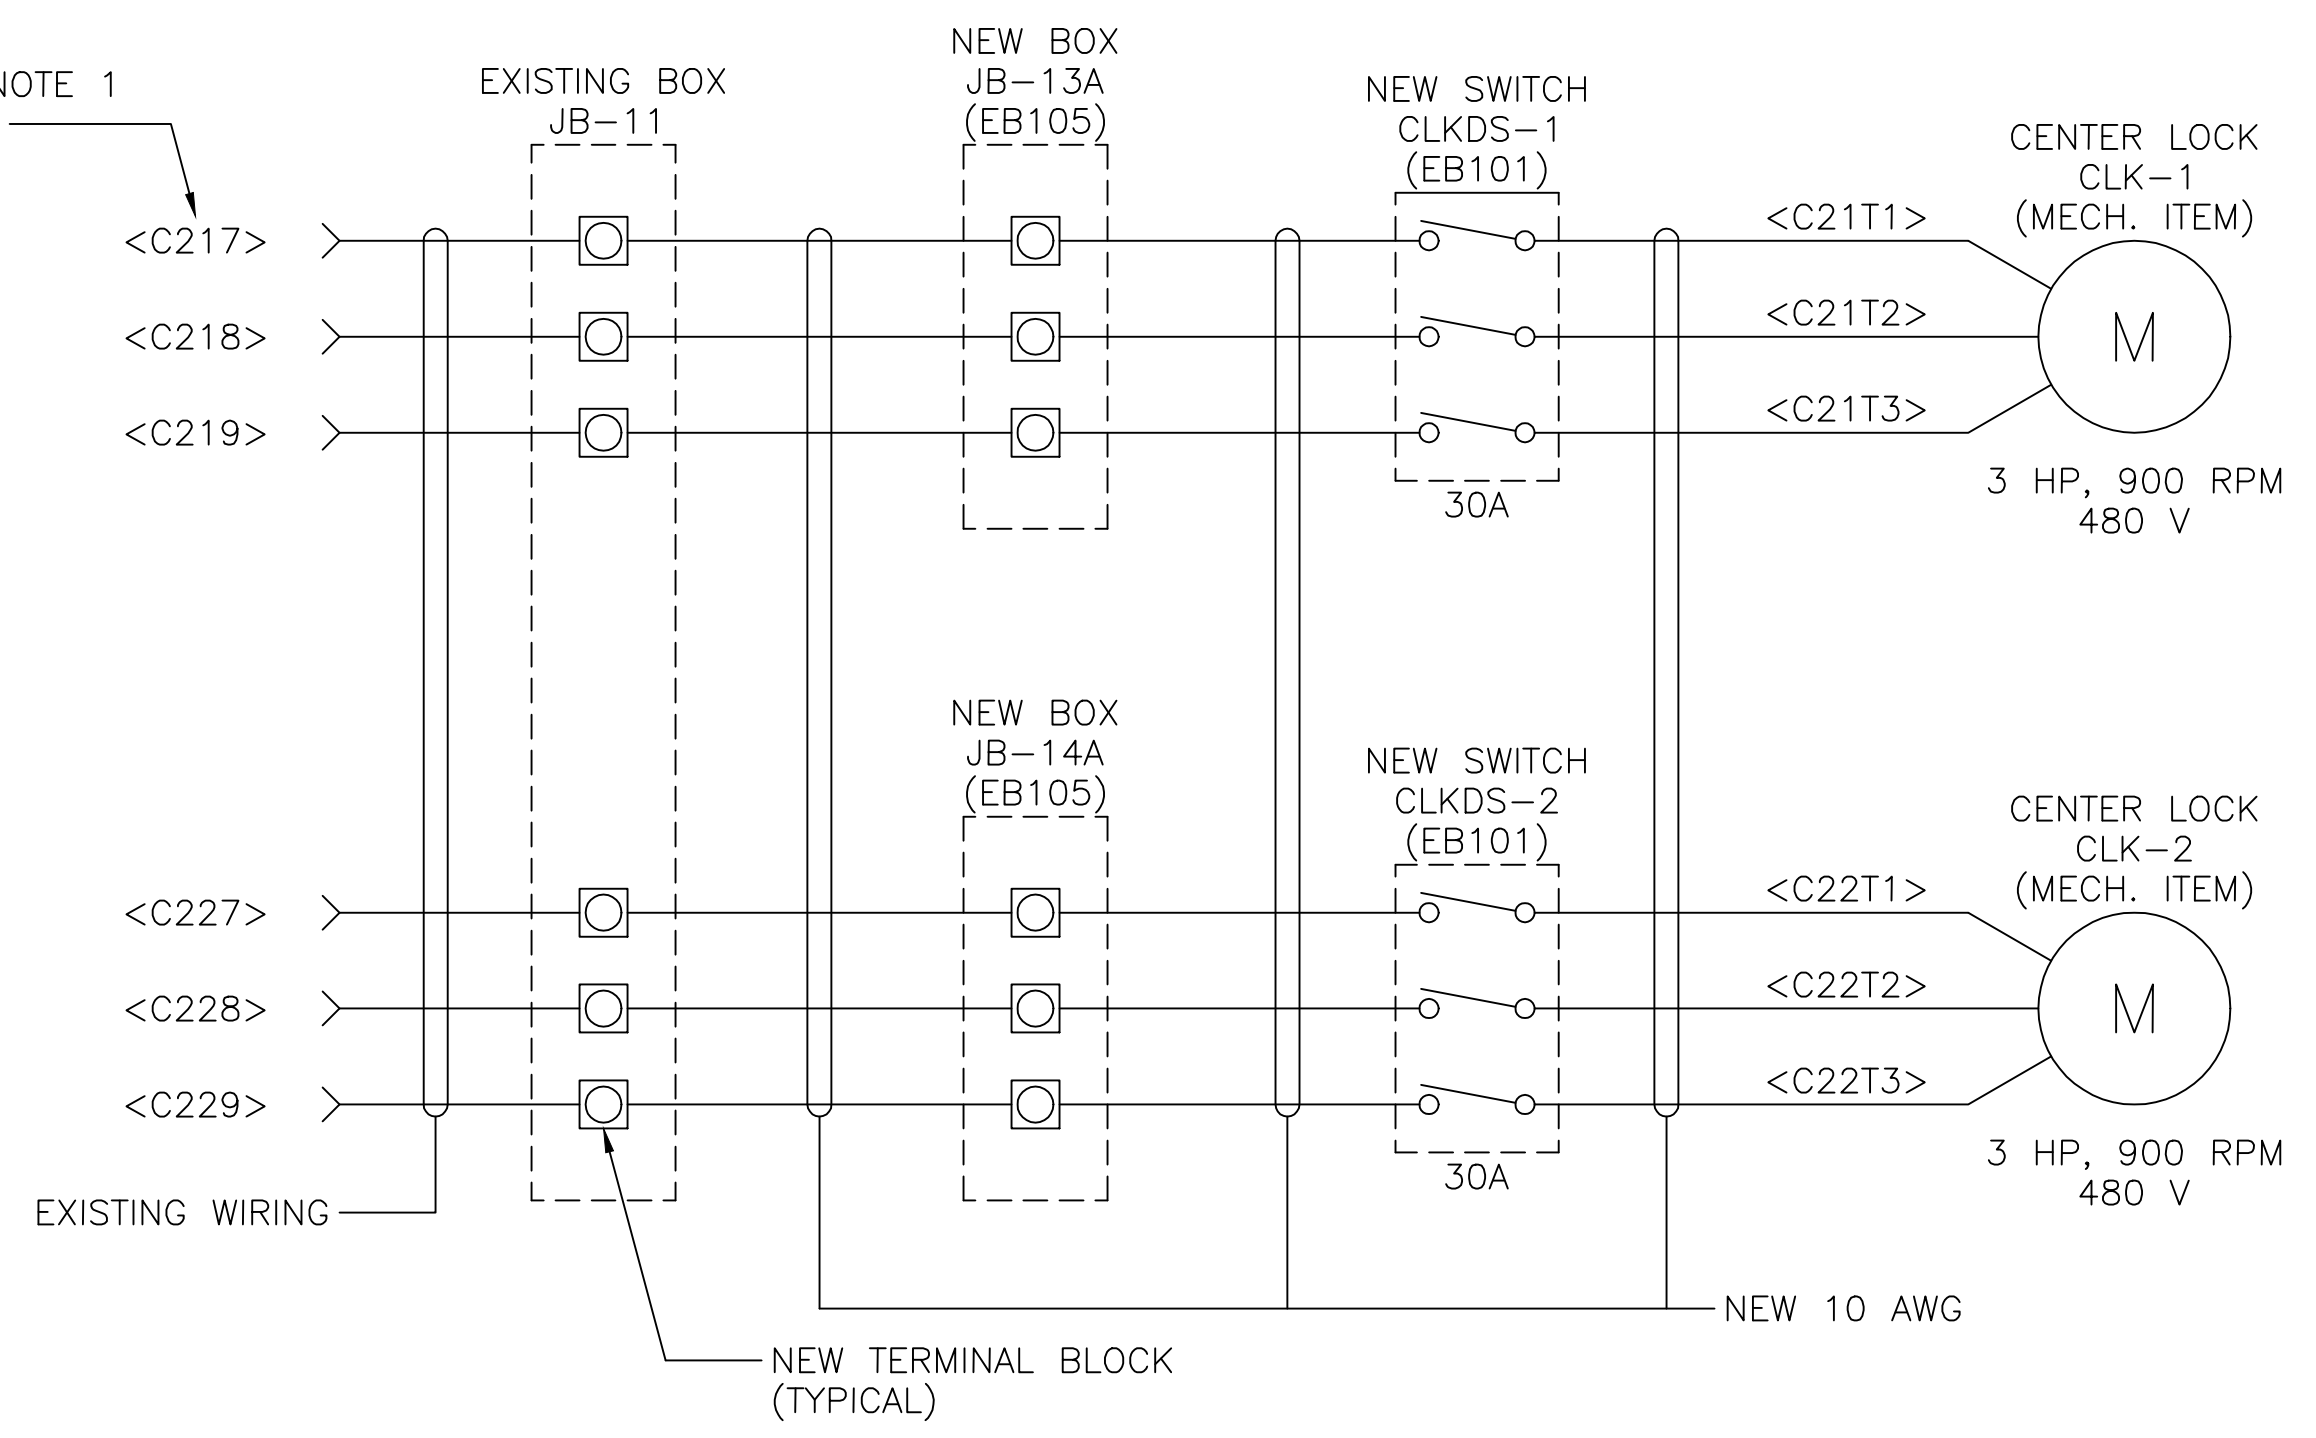 NOTE 1
EXISTING BOX
JB-11
NEW BOX
JB-13A
(EB105)
NEW SWITCH
CLKDS-1
(EB101)
CENTER LOCK
CLK-1
(MECH. ITEM)
<C217>
<C21T1>
<C218>
<C21T2>
M
<C219>
<C21T3>
30A
3 HP, 900 RPM
480 V
NEW BOX
JB-14A
(EB105)
NEW SWITCH
CLKDS-2
(EB101)
CENTER LOCK
CLK-2
(MECH. ITEM)
<C227>
<C22T1>
<C228>
<C22T2>
M
<C229>
<C22T3>
30A
3 HP, 900 RPM
480 V
EXISTING WIRING
NEW 10 AWG
NEW TERMINAL BLOCK
(TYPICAL)